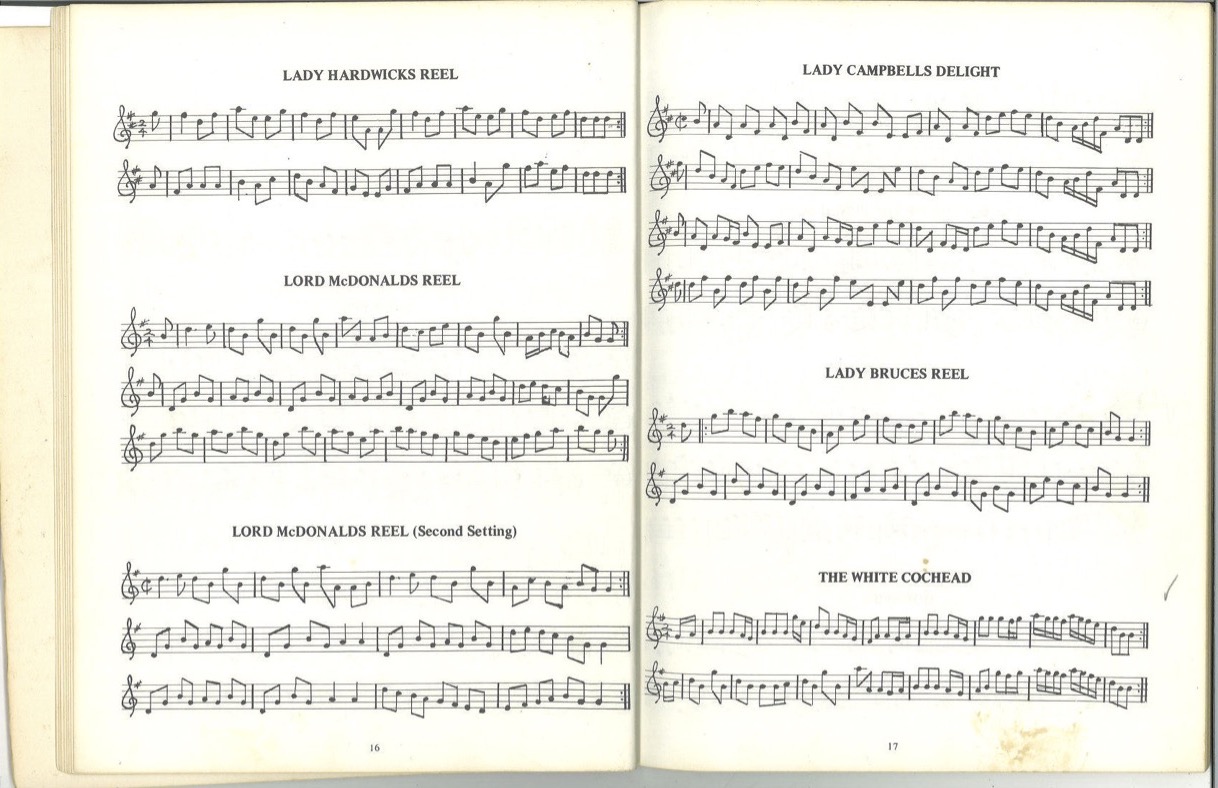 LADY HARDWICKS REEL
LORD McDONALDS REEL
LORD McDONALDS REEL (Second Setting)
16
LADY CAMPBELLS DELIGHT
LADY BRUCES REEL
THE WHITE COCHEAD
17